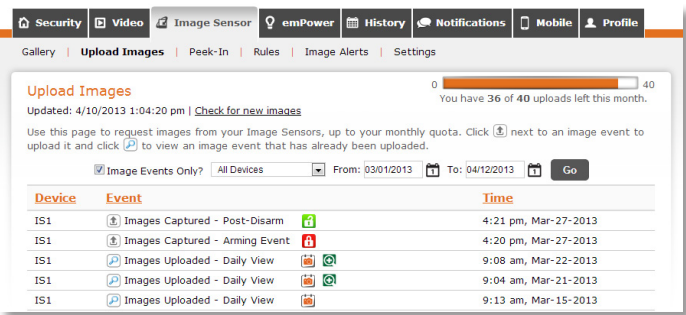 Security Video Image Sensor emPower History Notifications Mobile Profile
Gallery | Upload Images | Peek-In | Rules | Image Alerts | Settings
Upload Images
0 40
You have 36 of 40 uploads left this month.
Updated: 4/10/2013 1:04:20 pm | Check for new images
Use this page to request images from your Image Sensors, up to your monthly quota. Click next to an image event to
upload it and click to view an image event that has already been uploaded.
Image Events Only? All Devices From: 03/01/2013 To: 04/12/2013 Go
Device Event Time
IS1 Images Captured - Post-Disarm 4:21 pm, Mar-27-2013
IS1 Images Captured - Arming Event 4:20 pm, Mar-27-2013
IS1 Images Uploaded - Daily View 9:08 am, Mar-22-2013
IS1 Images Uploaded - Daily View 9:04 am, Mar-21-2013
IS1 Images Uploaded - Daily View 9:13 am, Mar-15-2013